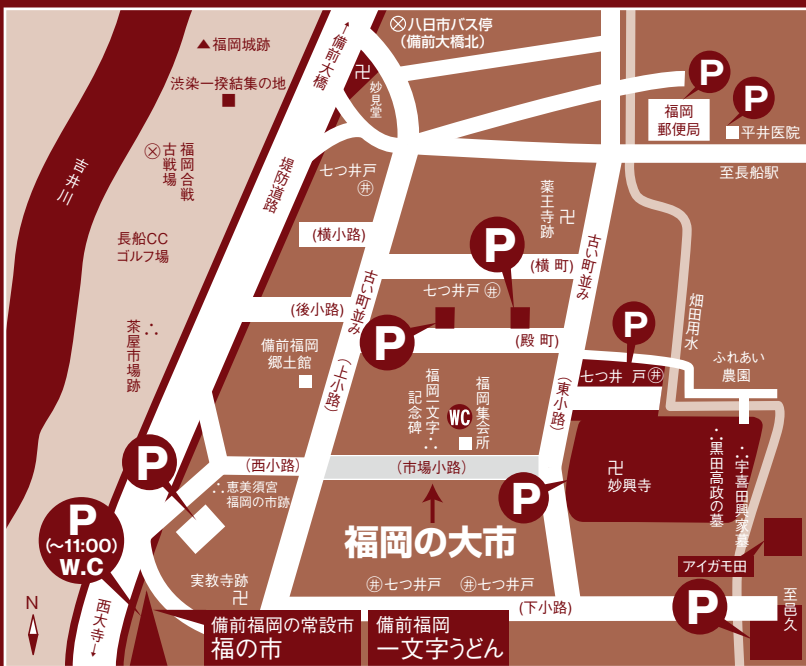 八日市バス停
(備前大橋北)
↑備前大橋
▲福岡城跡
渋染一揆結集の地
妙見堂
P
P
福岡
郵便局
平井医院
至長船駅
吉井川
福岡合戦
古戦場
堤防道路
七つ井戸
井
薬王寺跡
長船CC
ゴルフ場
(横小路)
古い町並み
P
(横 町)
古い町並み
七つ井戸 井
畑田用水
(後小路)
P
(殿 町)
P
茶屋市場跡
備前福岡
郷土館
(上小路)
福岡一文字
記念碑
WC
福岡集会所
(東小路)
七つ井 戸 井
ふれあい
農園
P
(西小路)
(市場小路)
恵美須宮
福岡の市跡
P
妙興寺
黒田高政の墓
宇喜田興家墓
福岡の大市
P
(〜11:00)
W.C
アイガモ田
実教寺跡
井 七つ井戸
井 七つ井戸
(下小路)
P
至邑久
N
西大寺→
備前福岡の常設市
福の市
備前福岡
一文字うどん